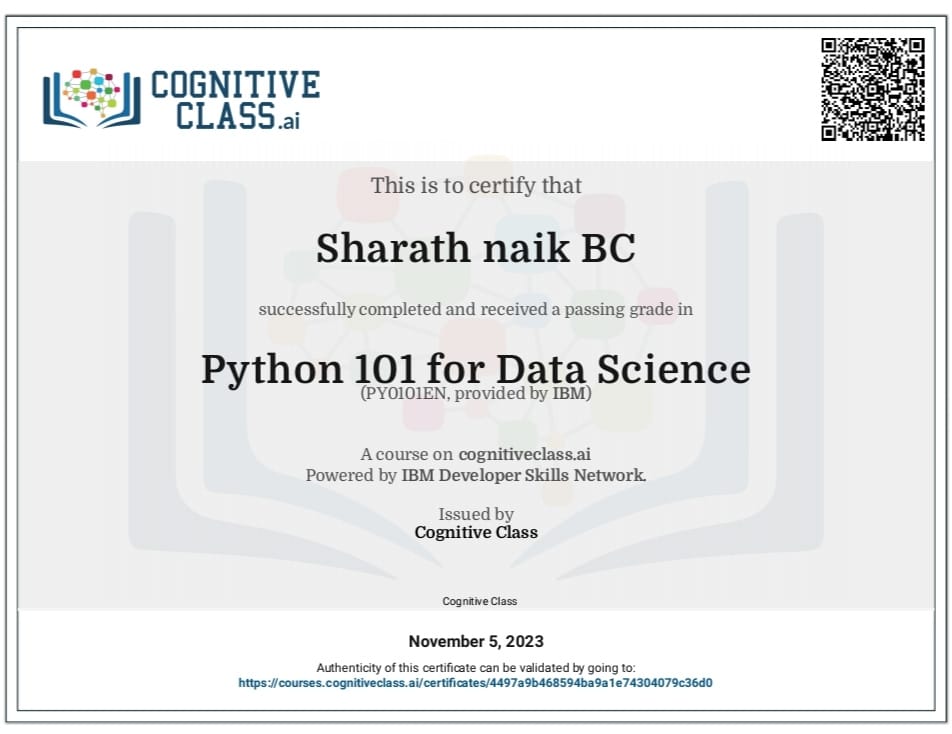 COGNITIVE
CLASS.ai
This is to certify that
Sharath naik BC
successfully completed and received a passing grade in
Python 101 for Data Science
(PY0101EN, provided by IBM)
A course on cognitiveclass.ai
Powered by IBM Developer Skills Network.
Issued by
Cognitive Class
Cognitive Class
November 5, 2023
Authenticity of this certificate can be validated by going to:
https://courses.cognitiveclass.ai/certificates/4497a9b468594ba9a1e74304079c36d0